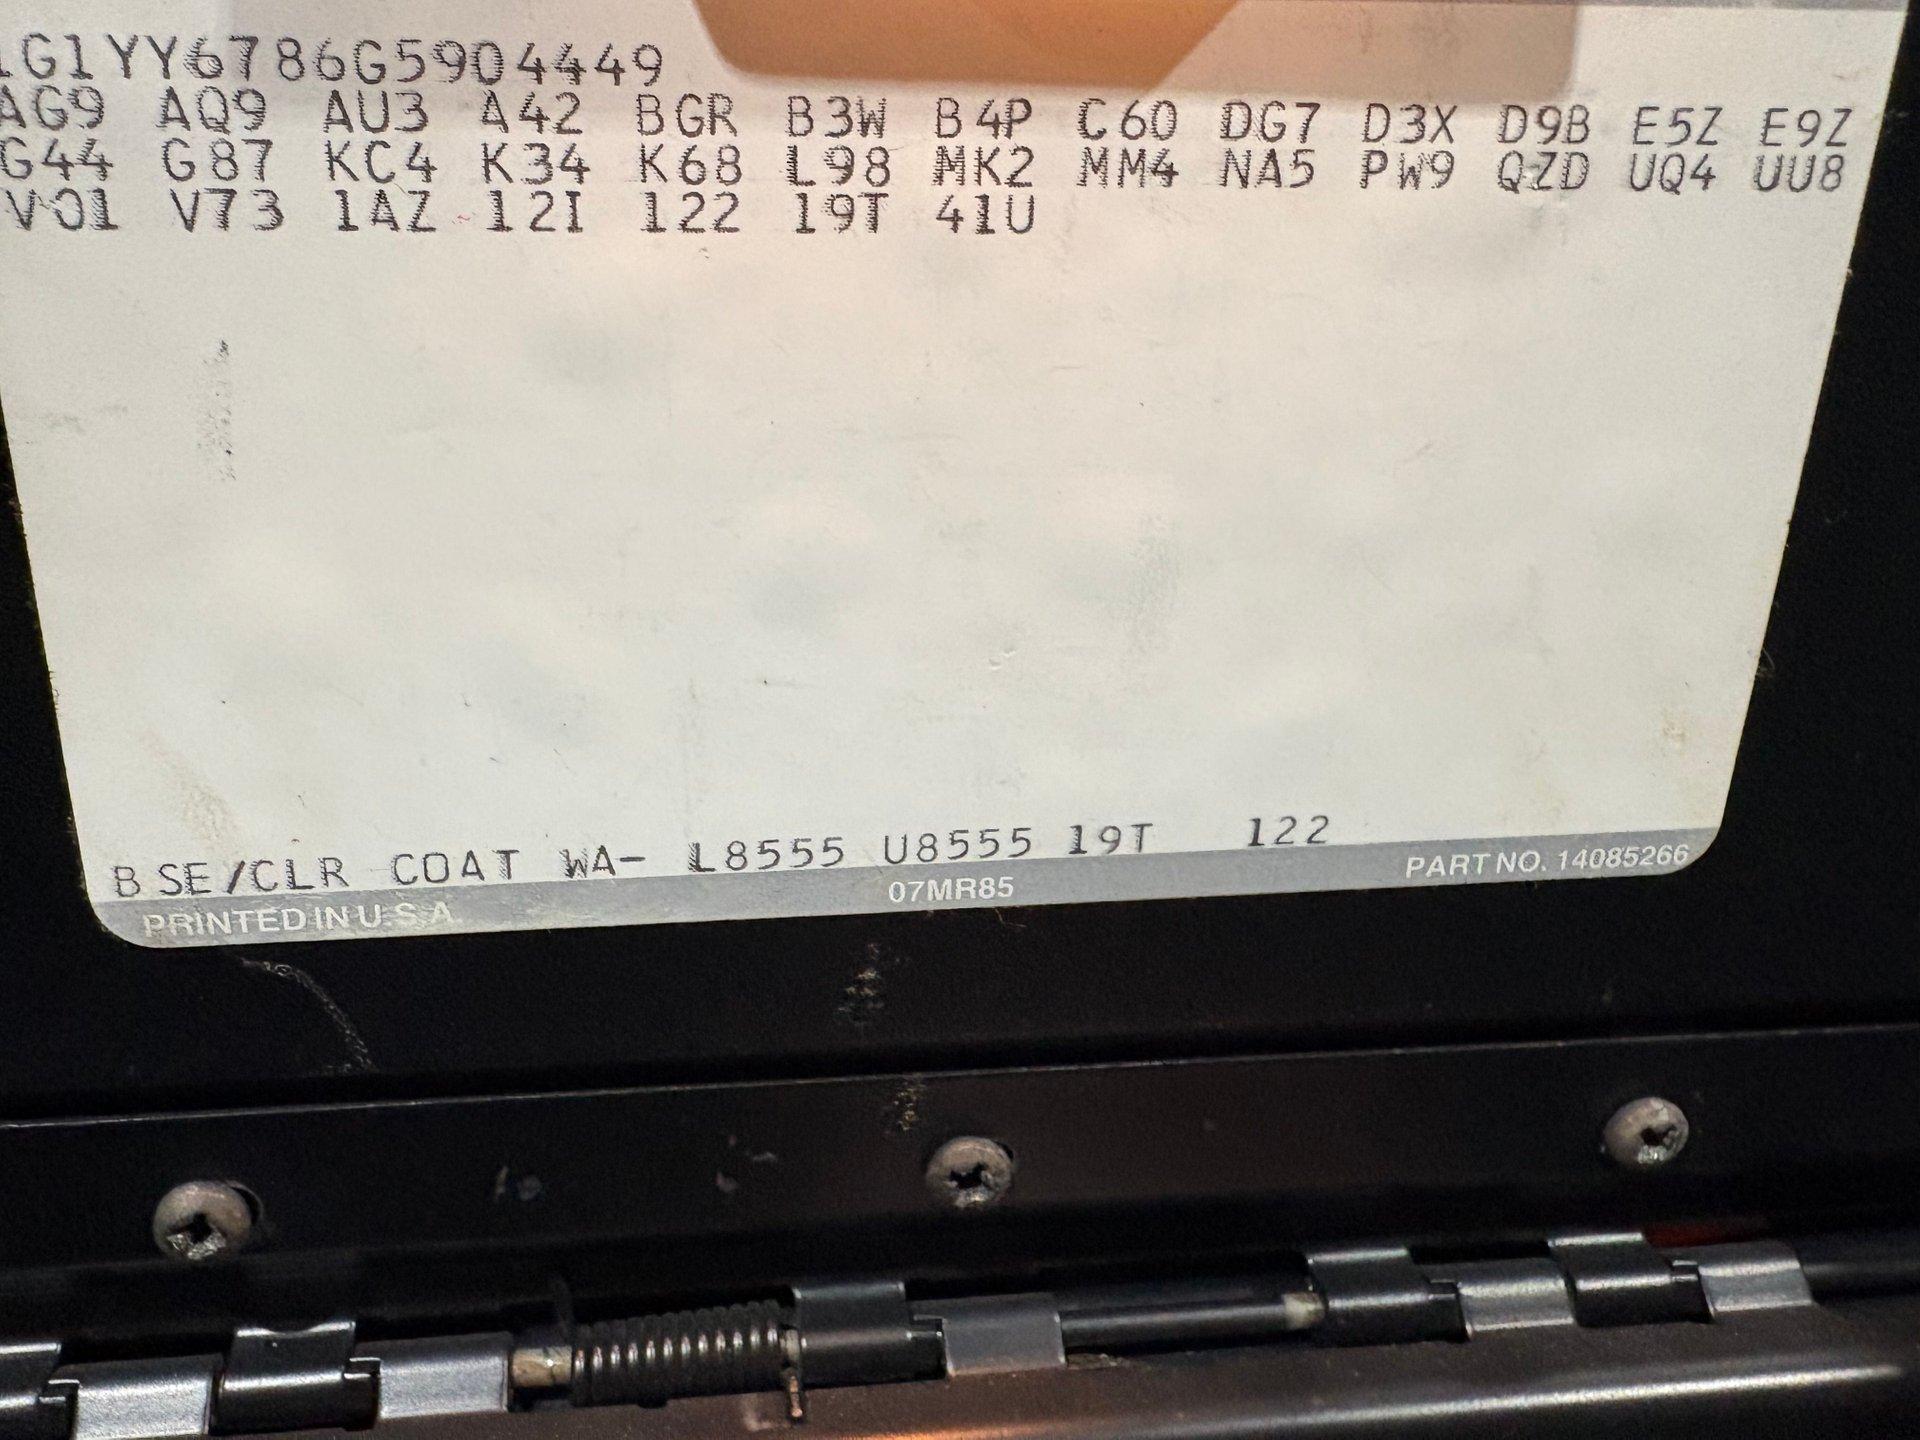 1G1YY6786G5904449
AG9 AQ9 AU3 A42 BGR B3W B4P C60 DG7 D3X D9B E5Z E9Z
G44 G87 KC4 K34 K68 L98 MK2 MM4 NA5 PW9 QZD UQ4 UU8
V01 V73 1AZ 12I 122 19T 41U
BSE/CLR COAT WA- L8555 U8555 19T 122
PRINTED IN U.S.A. 07MR85 PART NO. 14085266